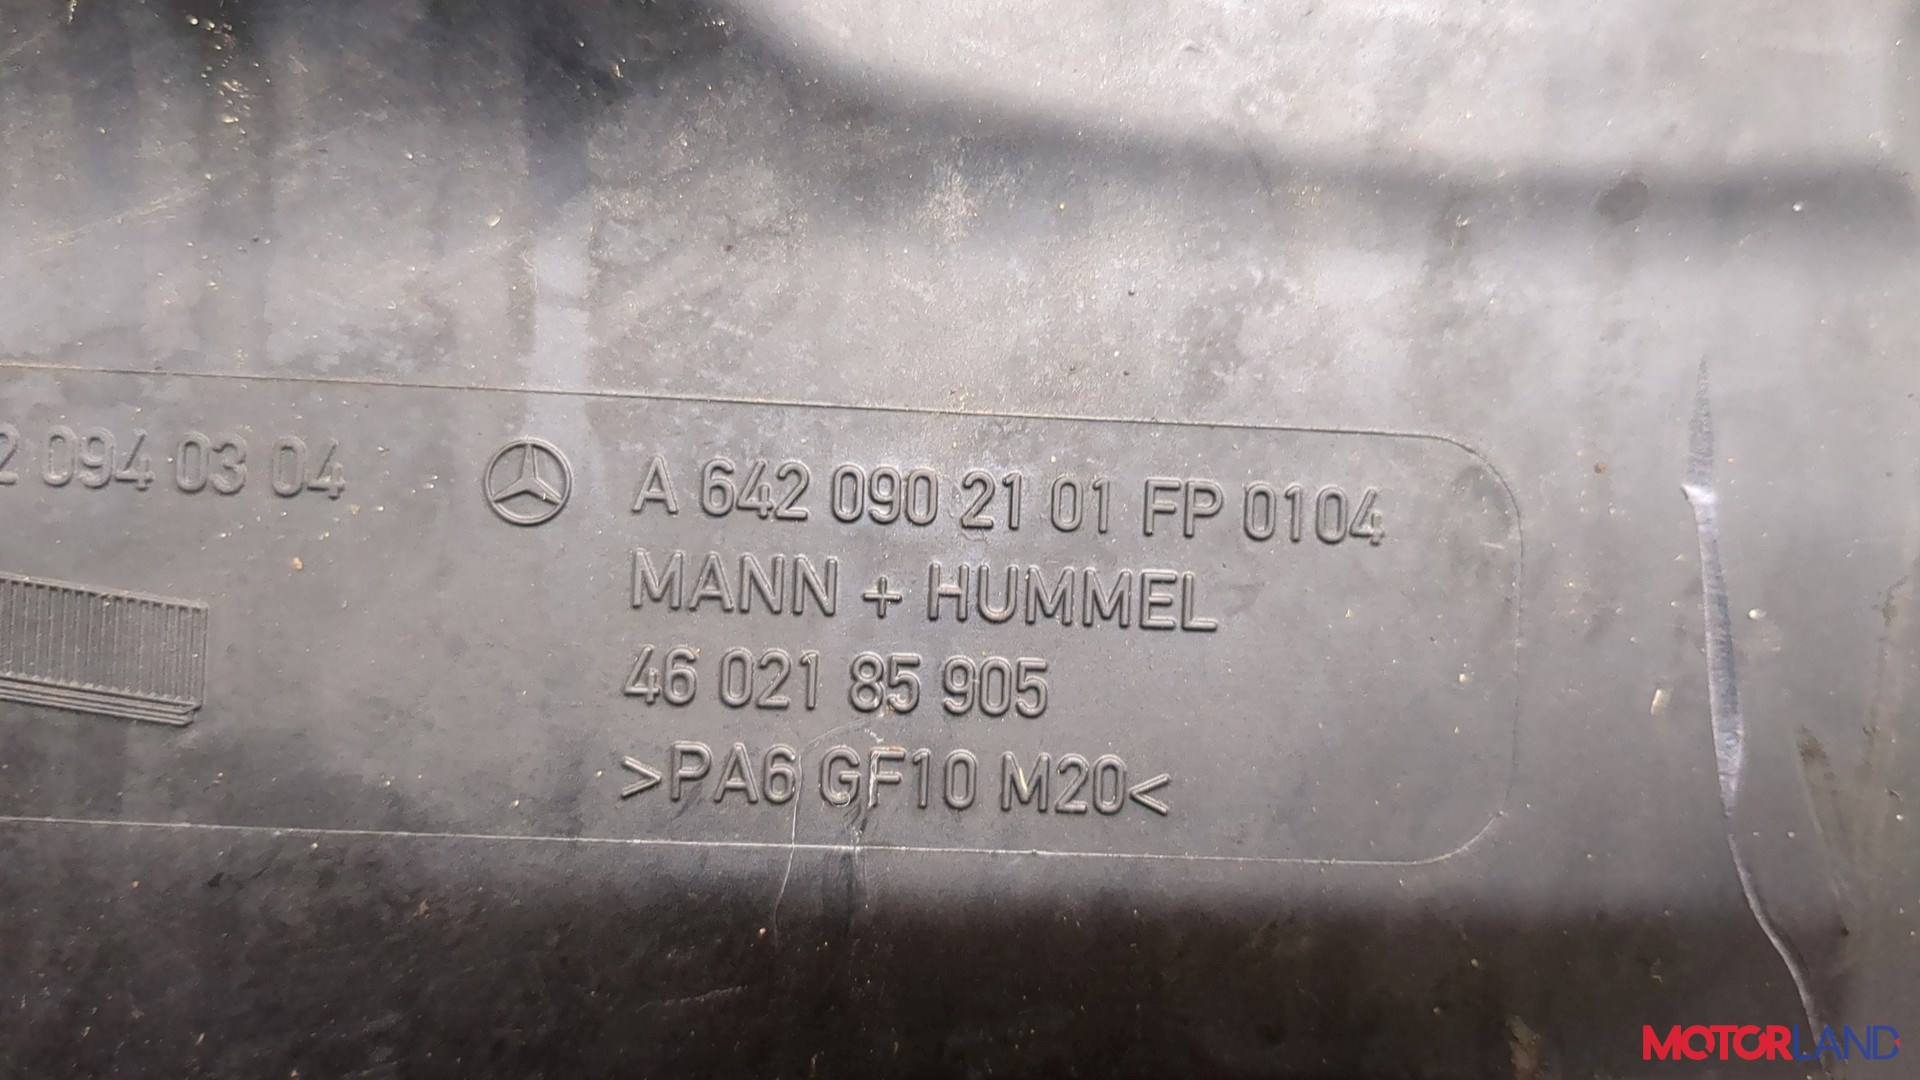 2 094 03 04
A 642 090 21 01 FP 0104
MANN + HUMMEL
46 021 85 905
>PA6 GF10 M20<
MOTORLAND